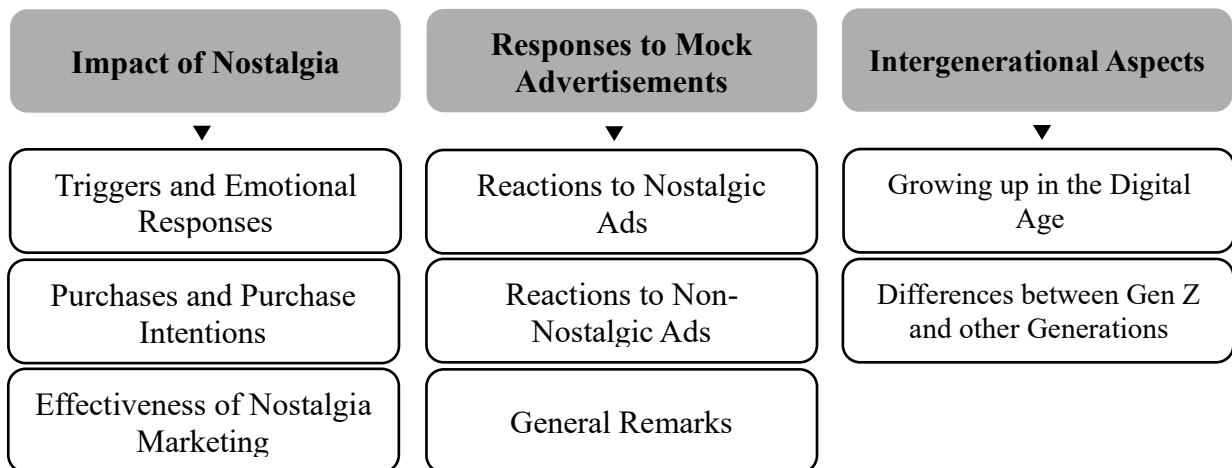 Impact of Nostalgia
Triggers and Emotional
Responses
Purchases and Purchase
Intentions
Effectiveness of Nostalgia
Marketing
Responses to Mock
Advertisements
Reactions to Nostalgic
Ads
Reactions to Non-
Nostalgic Ads
General Remarks
Intergenerational Aspects
Growing up in the Digital
Age
Differences between Gen Z
and other Generations